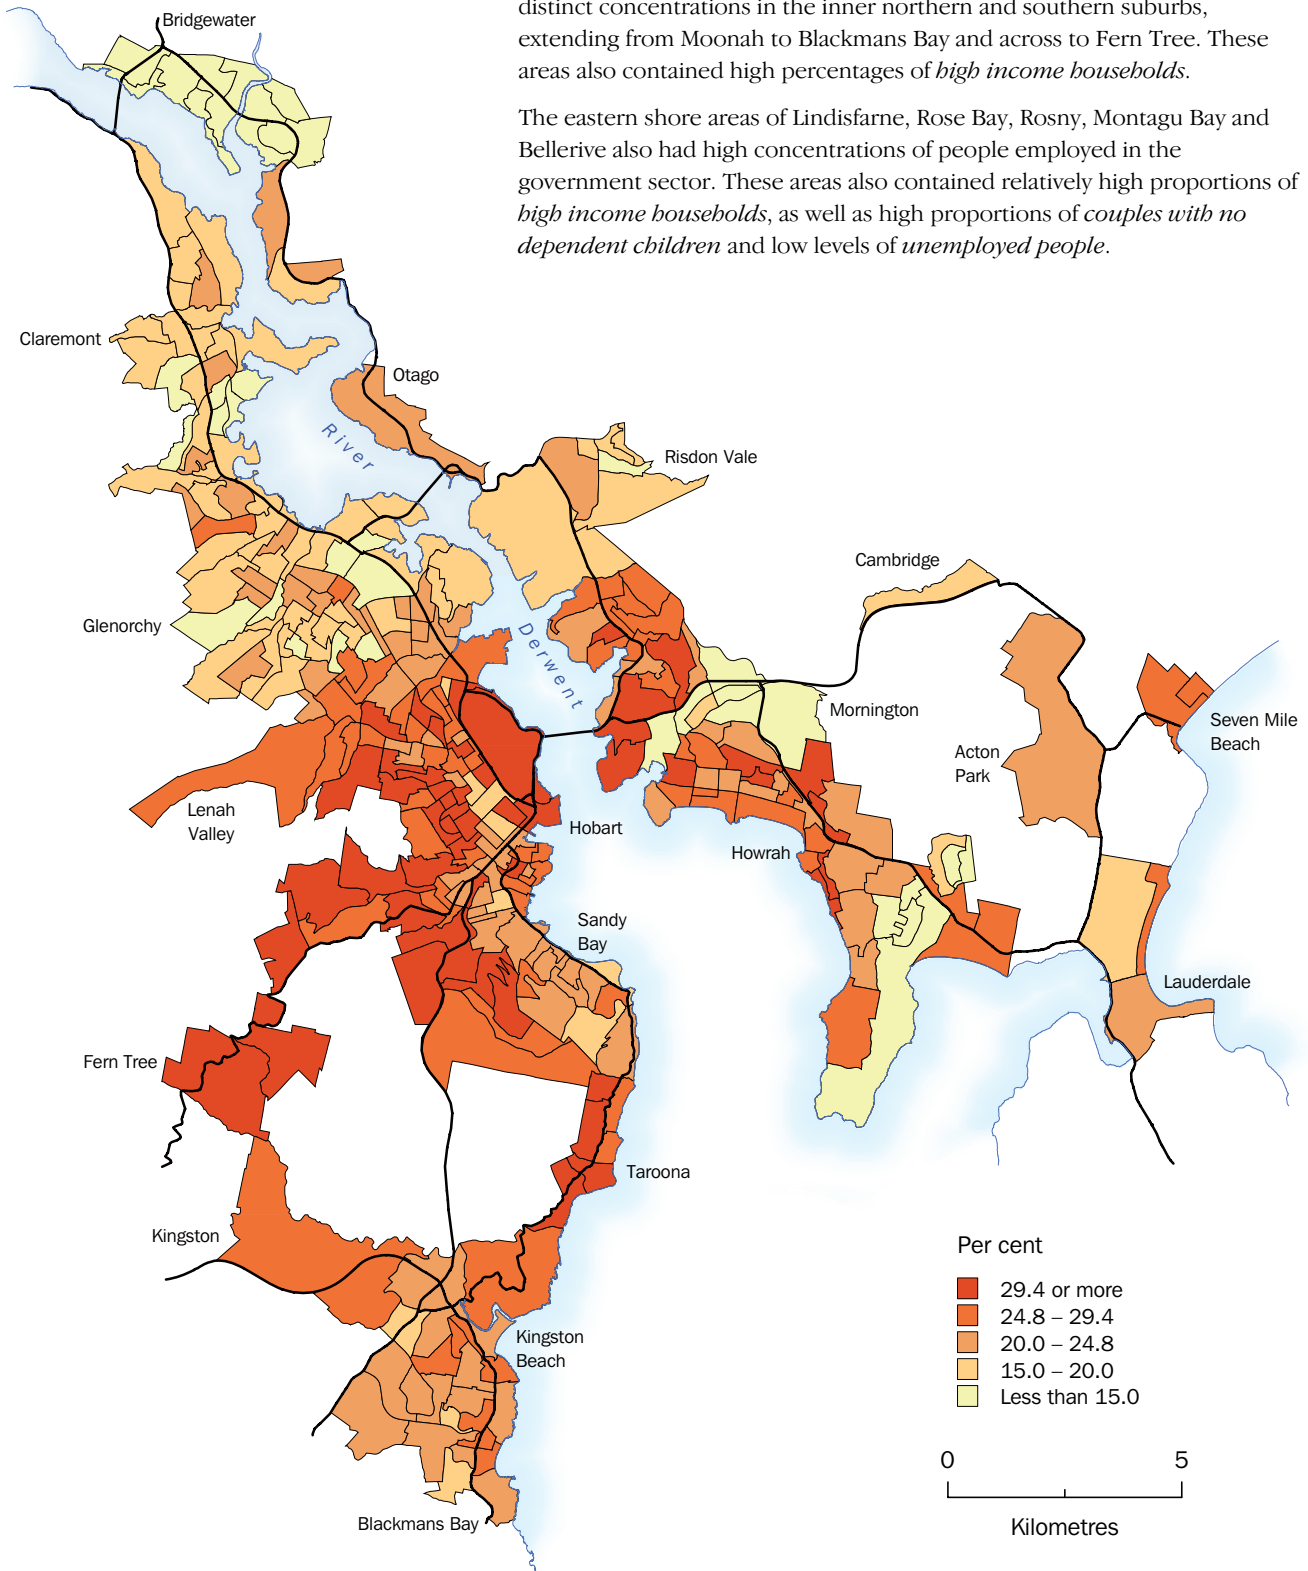 distinct concentrations in the inner northern and southern suburbs,
extending from Moonah to Blackmans Bay and across to Fern Tree. These
areas also contained high percentages of high income households.
The eastern shore areas of Lindisfarne, Rose Bay, Rosny, Montagu Bay and
Bellerive also had high concentrations of people employed in the
government sector. These areas also contained relatively high proportions of
high income households, as well as high proportions of couples with no
dependent children and low levels of unemployed people.
Bridgewater
Claremont
Otago
River
Risdon Vale
Cambridge
Glenorchy
Derwent
Mornington
Seven Mile
Beach
Acton
Park
Lenah
Valley
Hobart
Howrah
Sandy
Bay
Lauderdale
Fern Tree
Taroona
Kingston
Kingston
Beach
Blackmans Bay
Per cent
29.4 or more
24.8 – 29.4
20.0 – 24.8
15.0 – 20.0
Less than 15.0
0 5
Kilometres